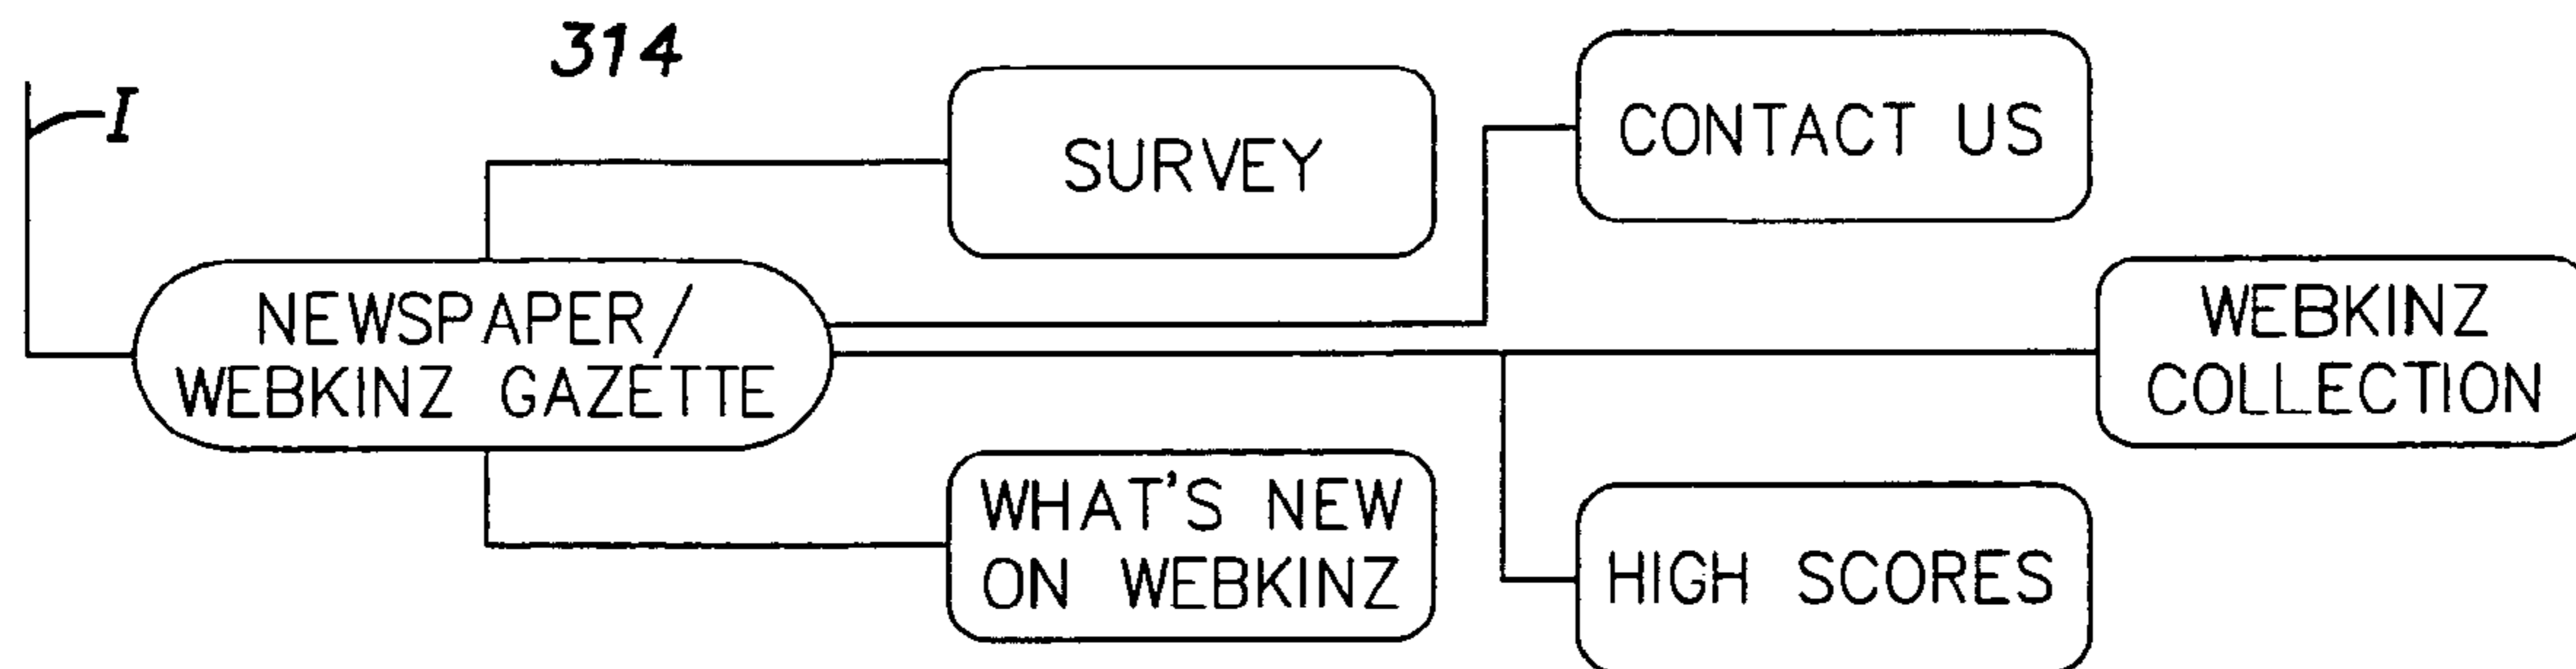 314
I
SURVEY
CONTACT US
NEWSPAPER/
WEBKINZ GAZETTE
WEBKINZ
COLLECTION
WHAT'S NEW
ON WEBKINZ
HIGH SCORES